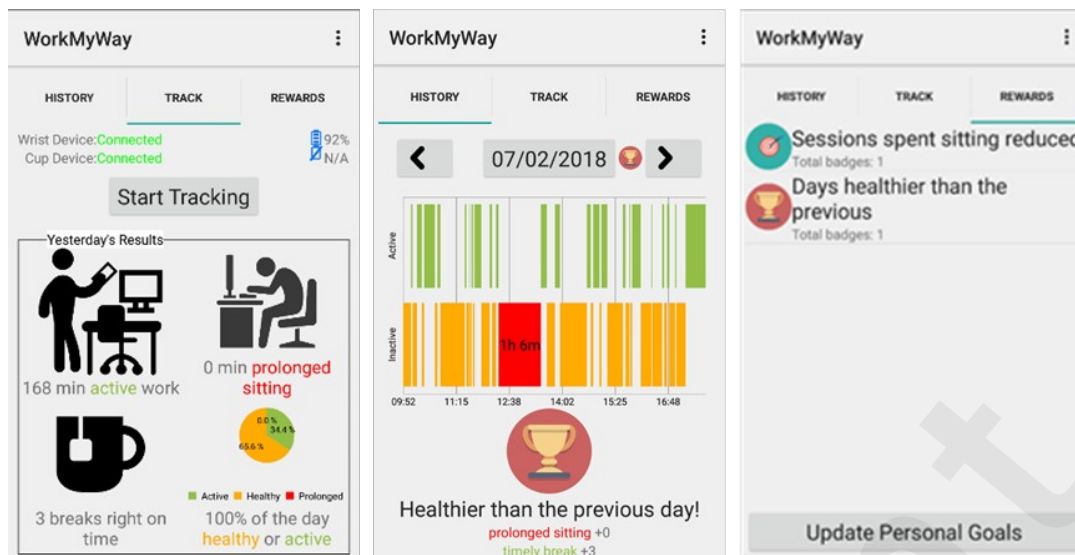 WorkMyWay
HISTORY TRACK REWARDS
Wrist Device:Connected 92%
Cup Device:Connected N/A
Start Tracking
Yesterday's Results
168 min active work
0 min prolonged
sitting
0.0 %
34.4 %
65.6 %
Active Healthy Prolonged
3 breaks right on
time
100% of the day
healthy or active
WorkMyWay
HISTORY TRACK REWARDS
07/02/2018
Active
Inactive
1h 6m
09:52 11:15 12:38 14:02 15:25 16:48
Healthier than the previous day!
prolonged sitting +0
timely break +3
WorkMyWay
HISTORY TRACK REWARDS
Sessions spent sitting reduced
Total badges: 1
Days healthier than the
previous
Total badges: 1
Update Personal Goals